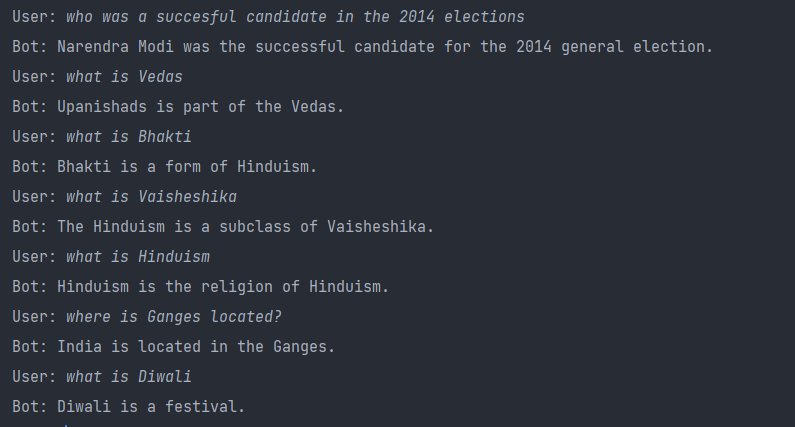 User: who was a succesful candidate in the 2014 elections
Bot: Narendra Modi was the successful candidate for the 2014 general election.
User: what is Vedas
Bot: Upanishads is part of the Vedas.
User: what is Bhakti
Bot: Bhakti is a form of Hinduism.
User: what is Vaisheshika
Bot: The Hinduism is a subclass of Vaisheshika.
User: what is Hinduism
Bot: Hinduism is the religion of Hinduism.
User: where is Ganges located?
Bot: India is located in the Ganges.
User: what is Diwali
Bot: Diwali is a festival.